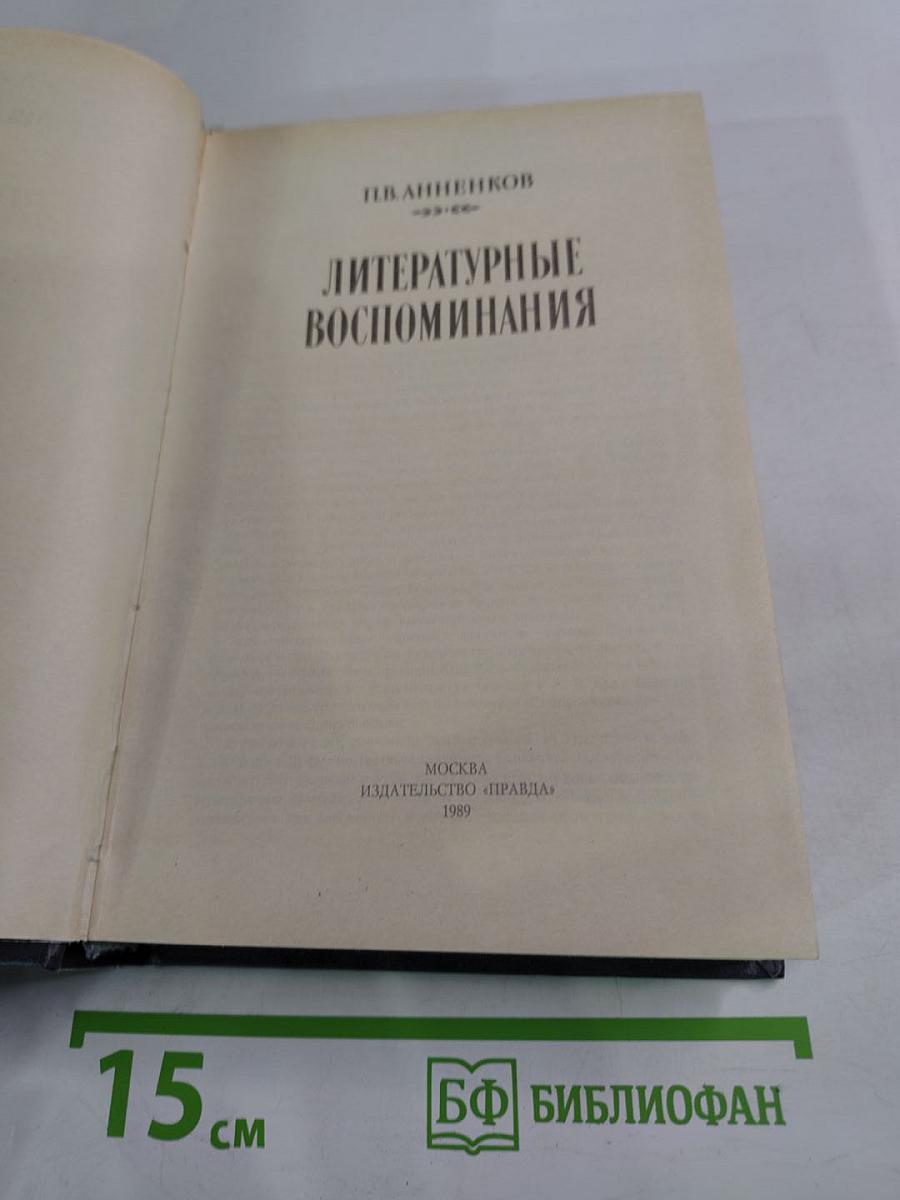 П.В. АННЕНКОВ
ЛИТЕРАТУРНЫЕ
ВОСПОМИНАНИЯ
МОСКВА
ИЗДАТЕЛЬСТВО «ПРАВДА»
1989
15 см
БФ БИБЛИОФАН